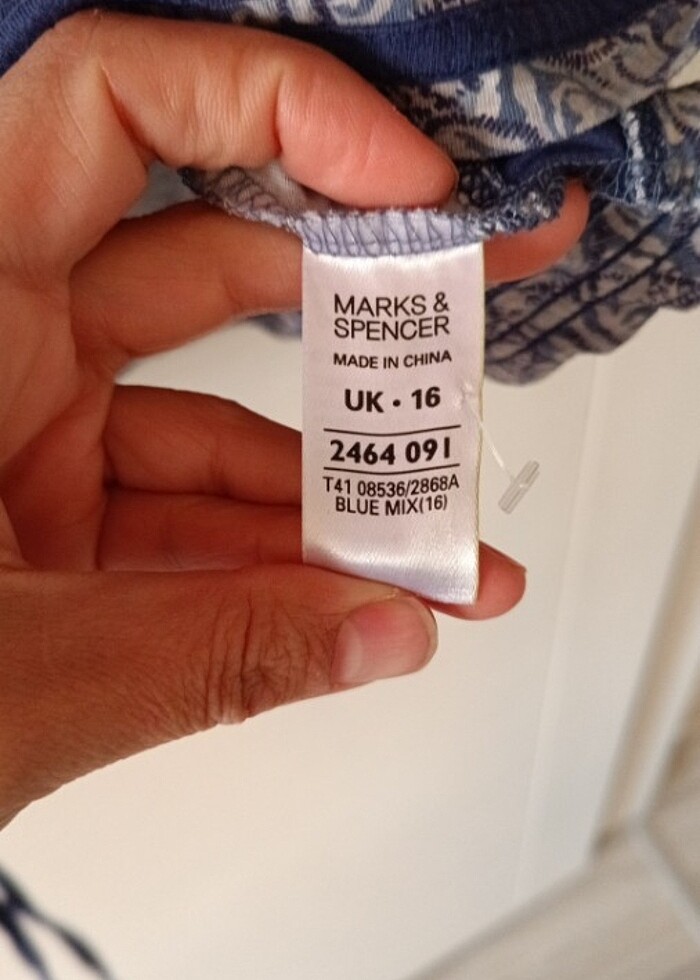 MARKS &
SPENCER
MADE IN CHINA
UK • 16
2464 091
T41 08536/2868A
BLUE MIX(16)